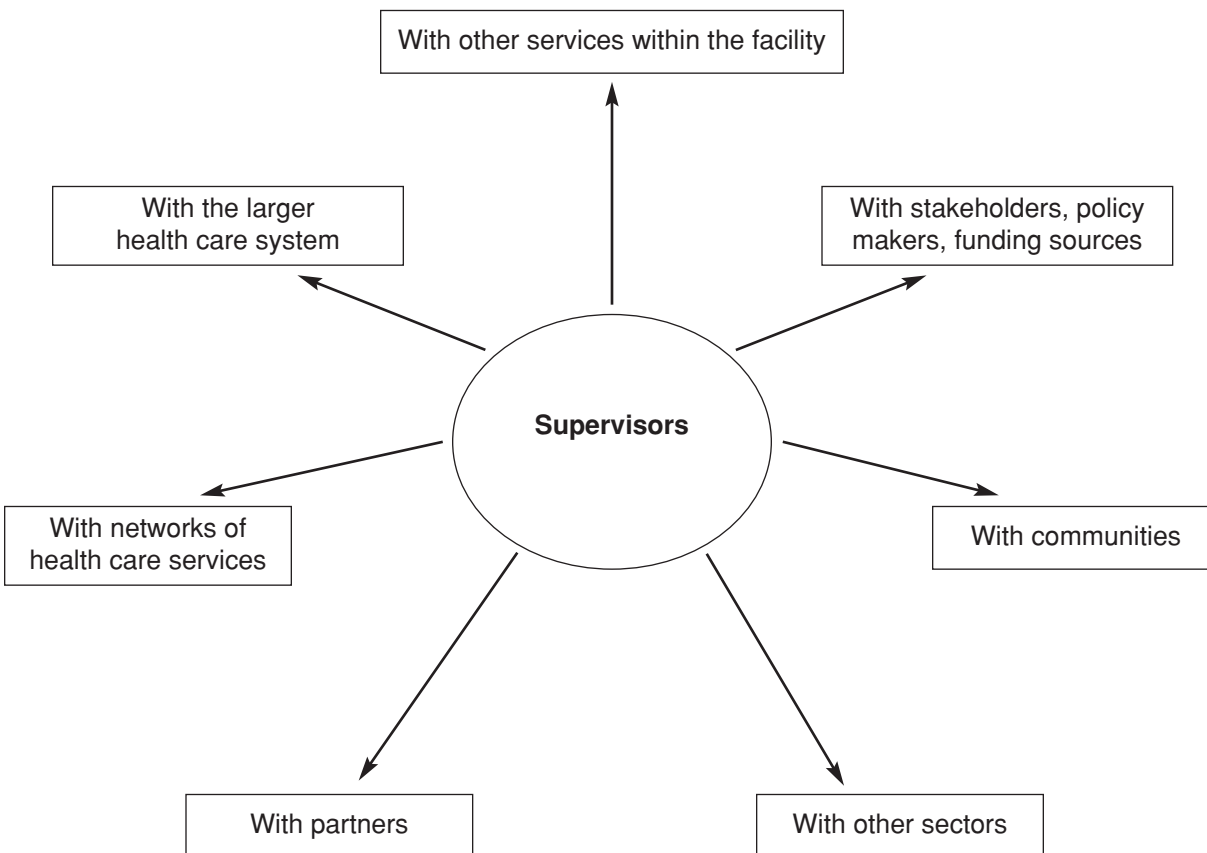 With other services within the facility
With the larger
health care system
With stakeholders, policy
makers, funding sources
Supervisors
With networks of
health care services
With communities
With partners
With other sectors